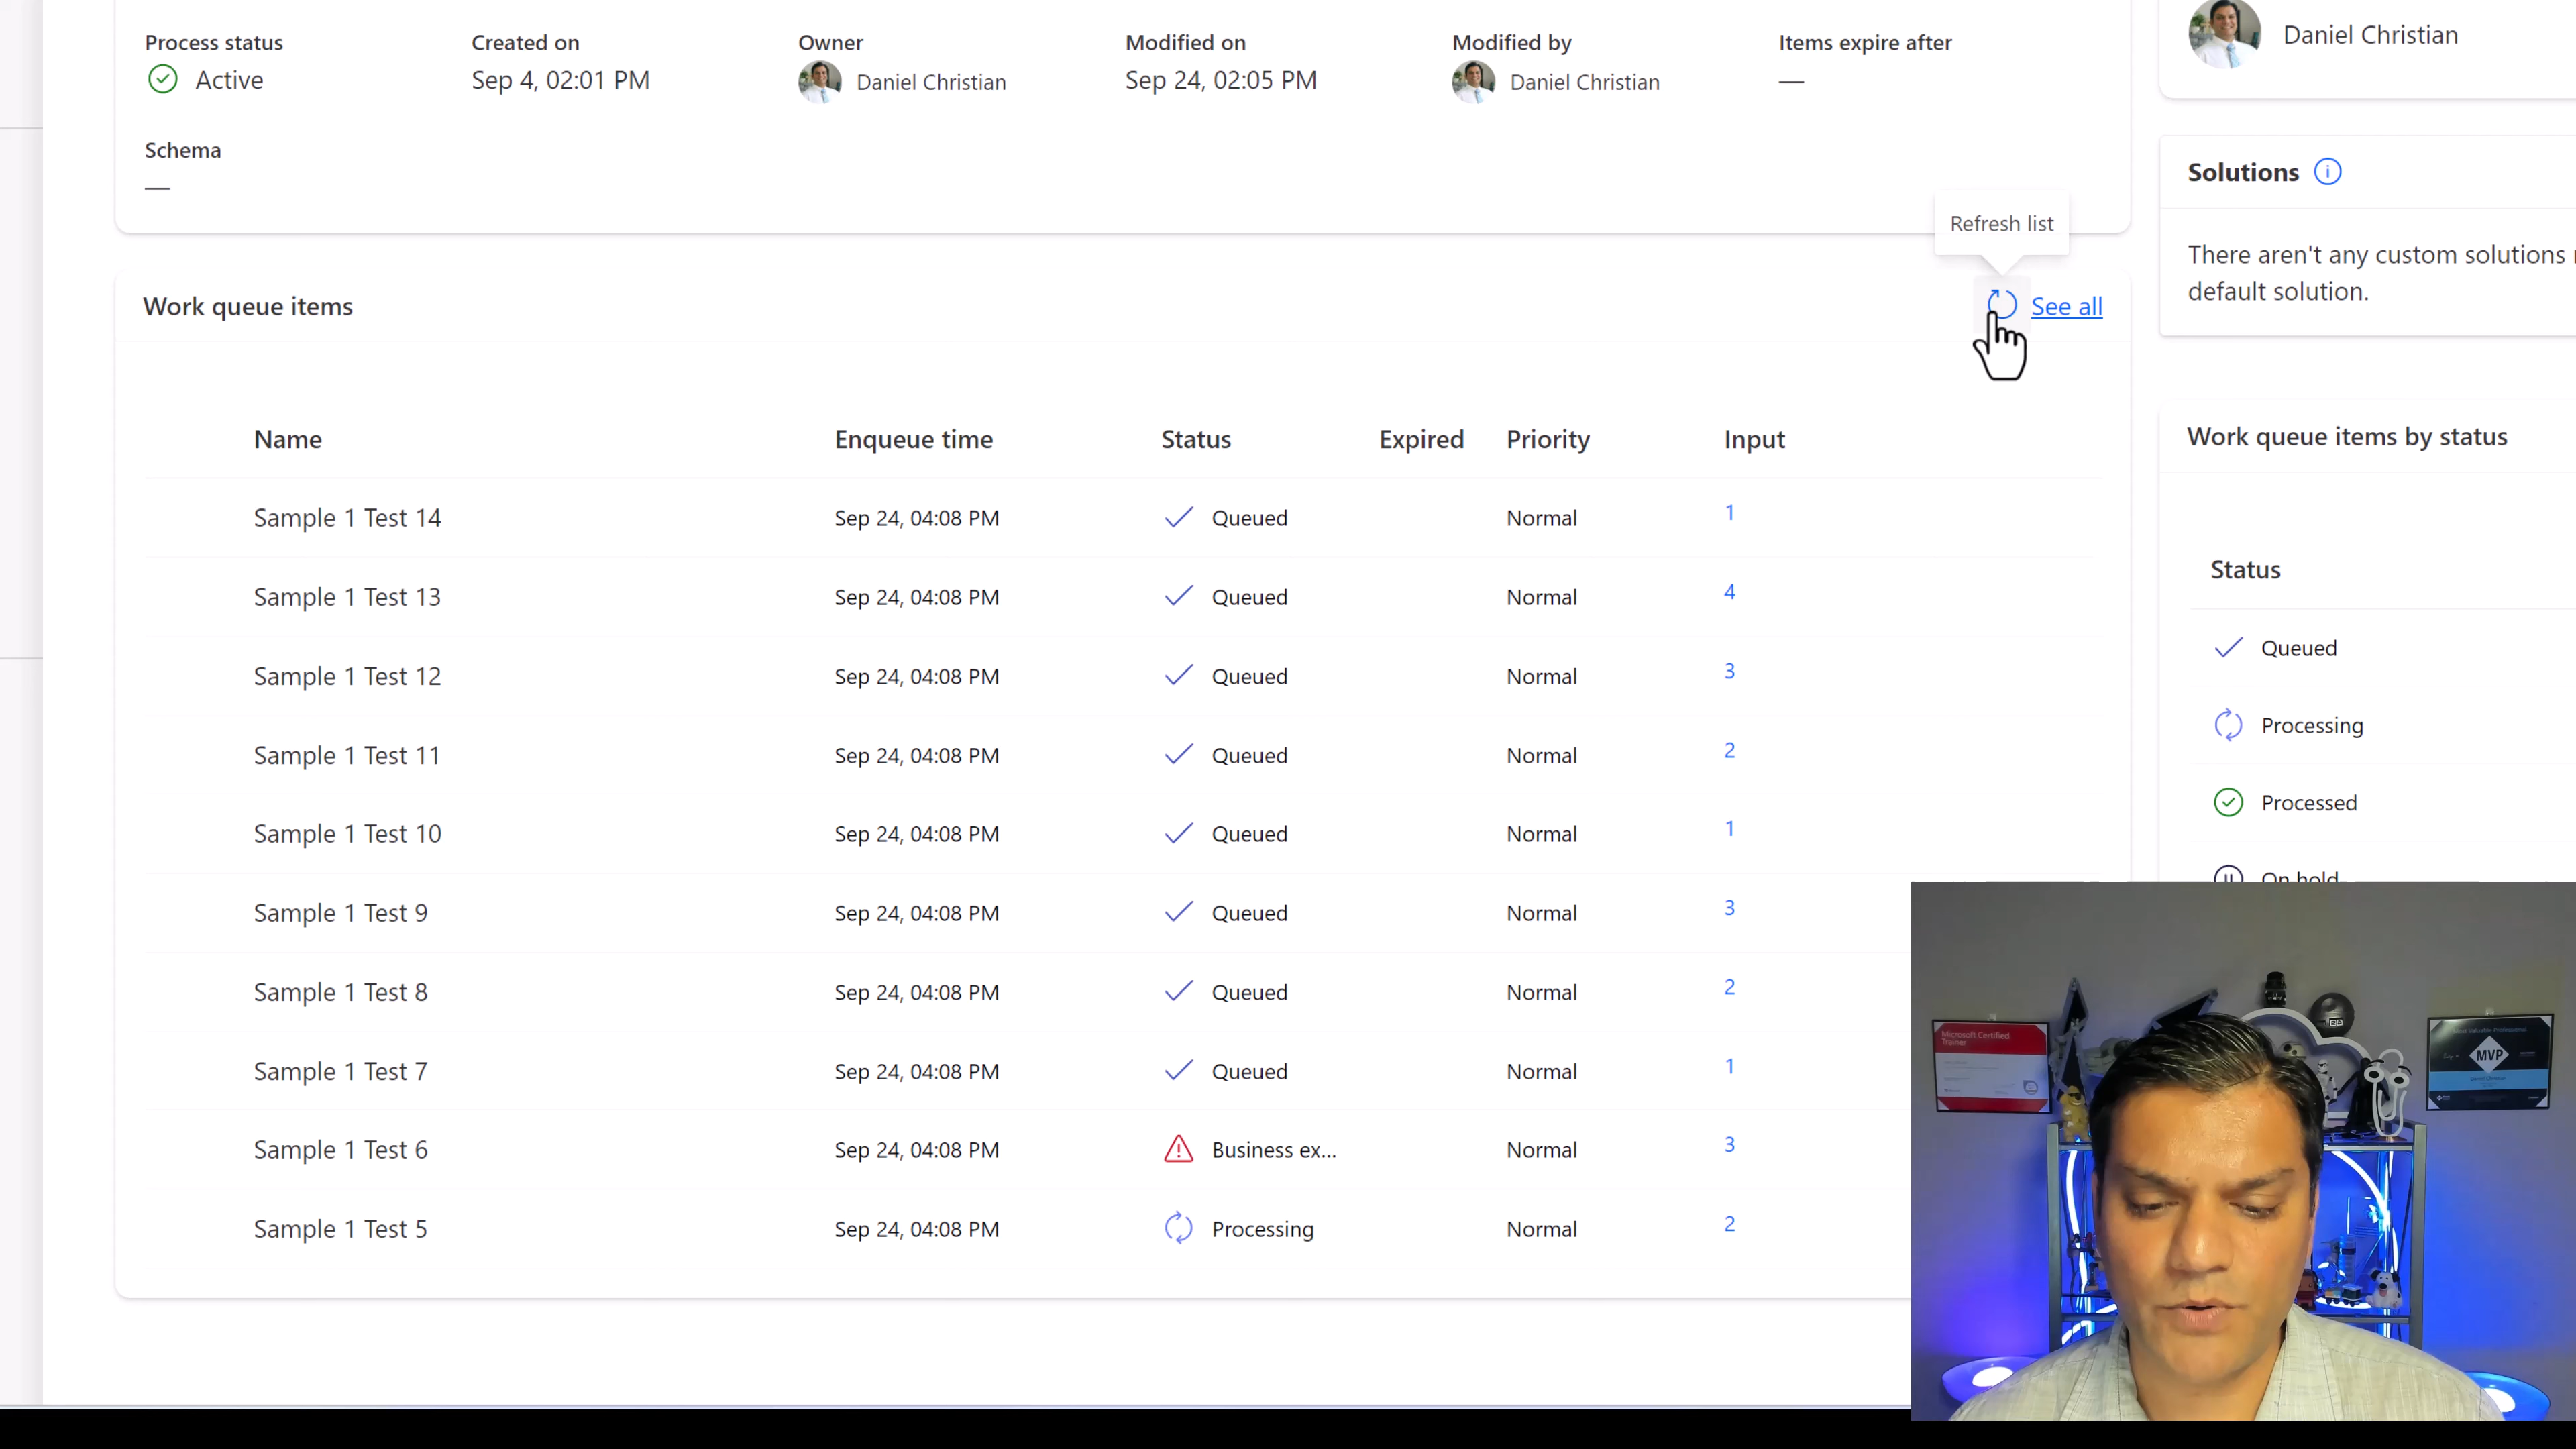 Process status Created on Owner Modified on Modified by Items expire after
Active Sep 4, 02:01 PM Daniel Christian Sep 24, 02:05 PM Daniel Christian —
Schema
—
Daniel Christian
Solutions
There aren't any custom solutions
default solution.
Refresh list
Work queue items See all
Name Enqueue time Status Expired Priority Input
Sample 1 Test 14 Sep 24, 04:08 PM Queued Normal 1
Sample 1 Test 13 Sep 24, 04:08 PM Queued Normal 4
Sample 1 Test 12 Sep 24, 04:08 PM Queued Normal 3
Sample 1 Test 11 Sep 24, 04:08 PM Queued Normal 2
Sample 1 Test 10 Sep 24, 04:08 PM Queued Normal 1
Sample 1 Test 9 Sep 24, 04:08 PM Queued Normal 3
Sample 1 Test 8 Sep 24, 04:08 PM Queued Normal 2
Sample 1 Test 7 Sep 24, 04:08 PM Queued Normal 1
Sample 1 Test 6 Sep 24, 04:08 PM Business ex... Normal 3
Sample 1 Test 5 Sep 24, 04:08 PM Processing Normal 2
Work queue items by status
Status
Queued
Processing
Processed
On hold
Microsoft Certified
Trainer
Most Valuable Professional
MVP